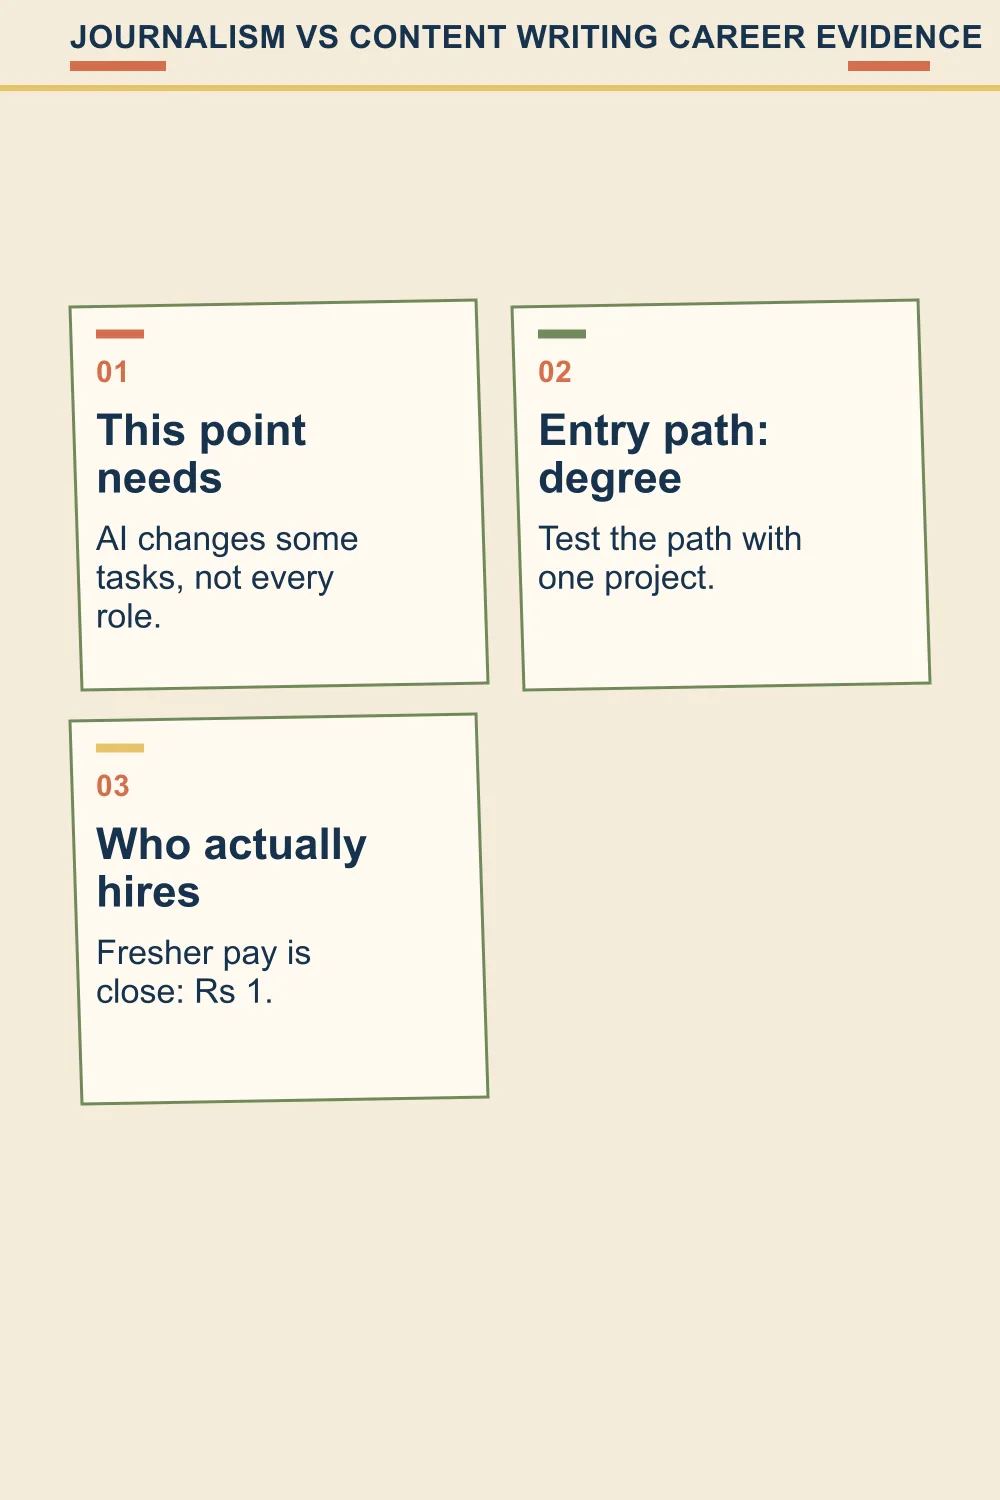 JOURNALISM VS CONTENT WRITING CAREER EVIDENCE
01
This point
needs
AI changes some
tasks, not every
role.
02
Entry path:
degree
Test the path with
one project.
03
Who actually
hires
Fresher pay is
close: Rs 1.